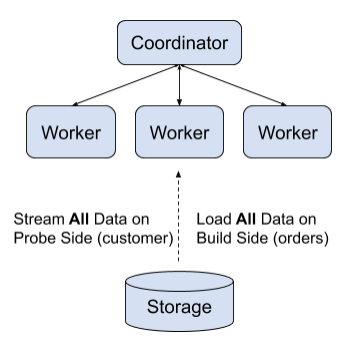 Coordinator
Worker
Worker
Worker
Stream All Data on
Probe Side (customer)
Load All Data on
Build Side (orders)
Storage